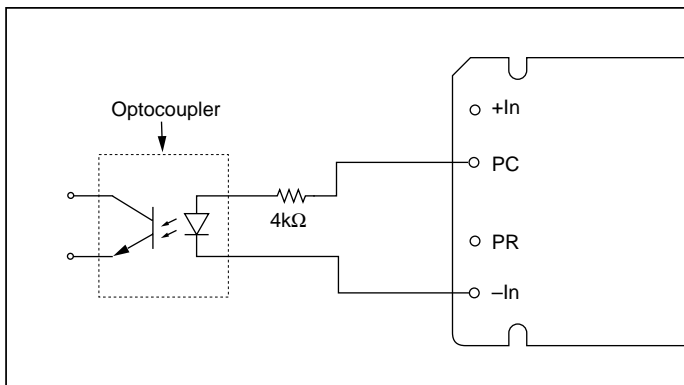 Optocoupler
+In
PC
4kΩ
PR
–In